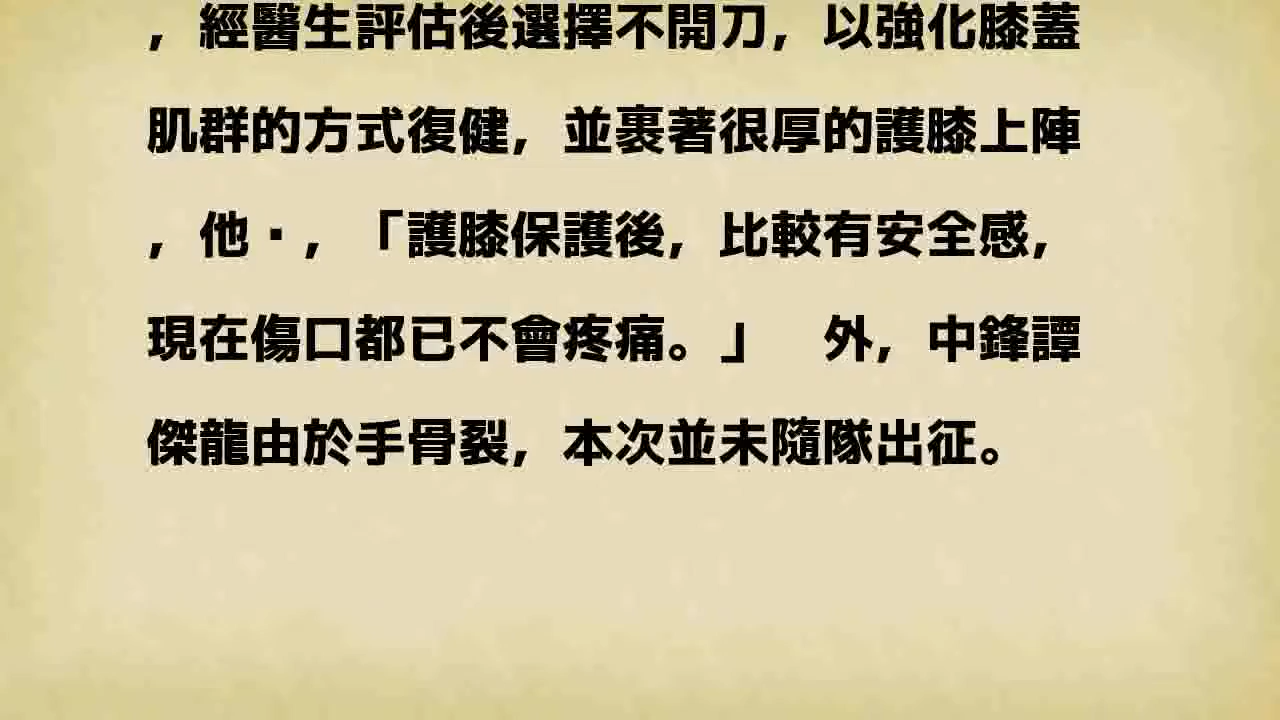 ，經醫生評估後選擇不開刀，以強化膝蓋
肌群的方式復健，並裹著很厚的護膝上陣
，他▪，「護膝保護後，比較有安全感，
現在傷口都已不會疼痛。」　外，中鋒譚
傑龍由於手骨裂，本次並未隨隊出征。